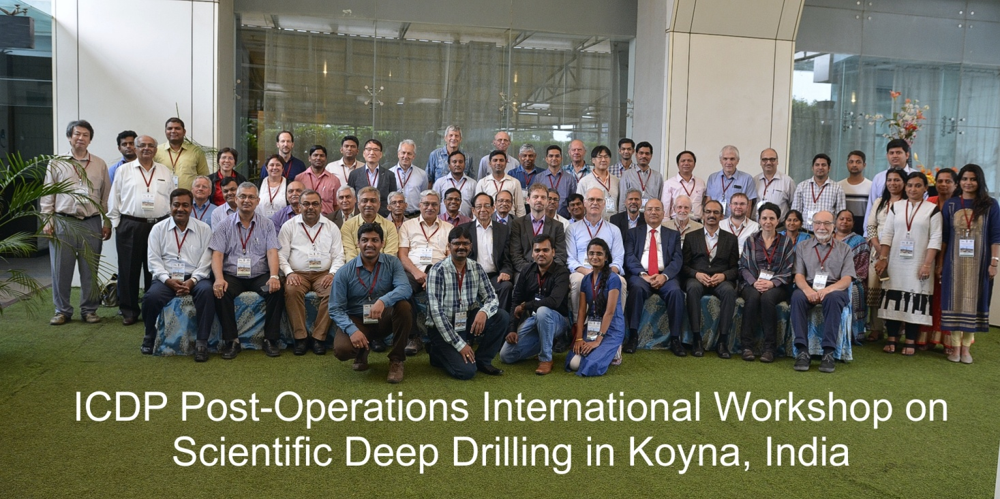 ICDP Post-Operations International Workshop on
Scientific Deep Drilling in Koyna, India